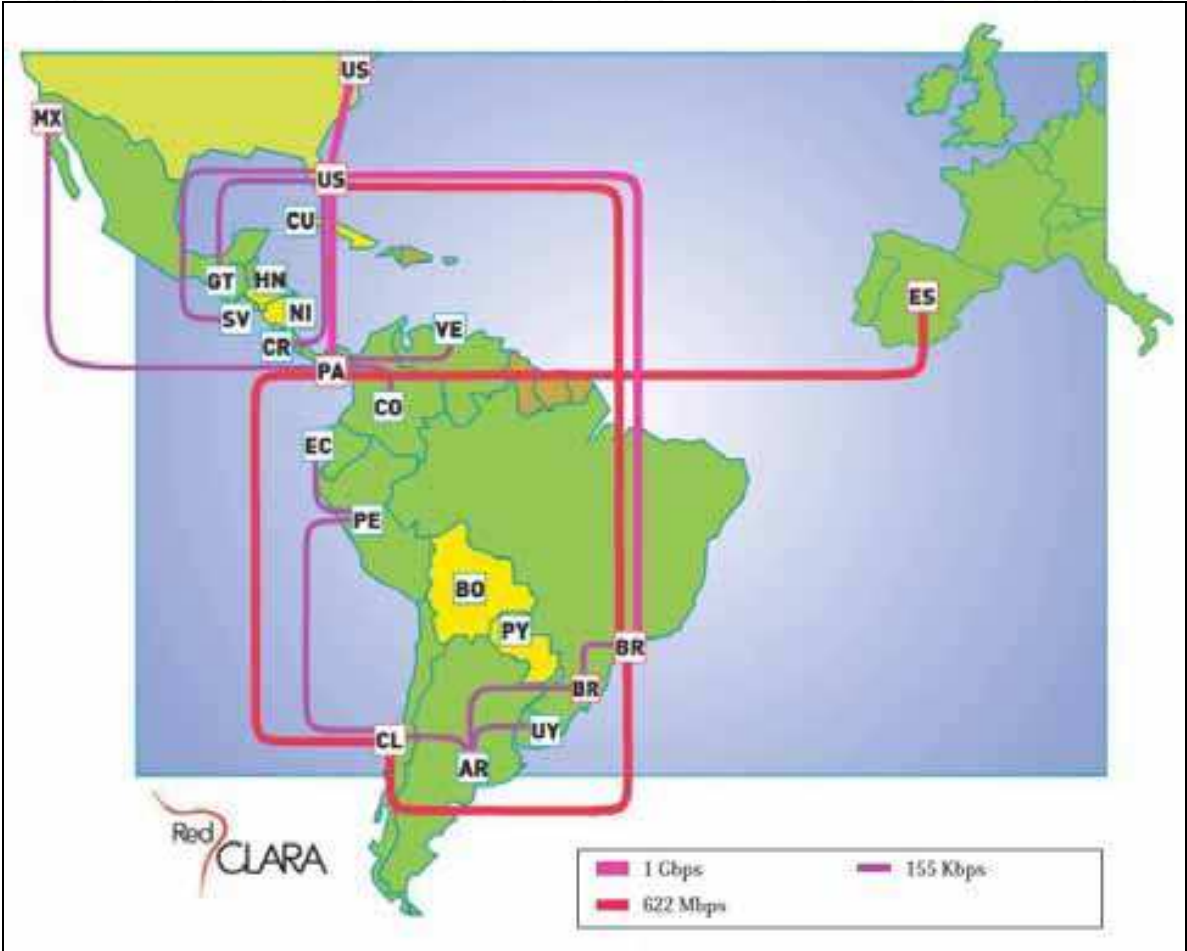 US
MX
US
CU
GT
HN
SV
NI
CR
VE
PA
CO
ES
EC
PE
BO
PY
BR
BR
UY
CL
AR
Red
CLARA
1 Gbps
155 Kbps
622 Mbps